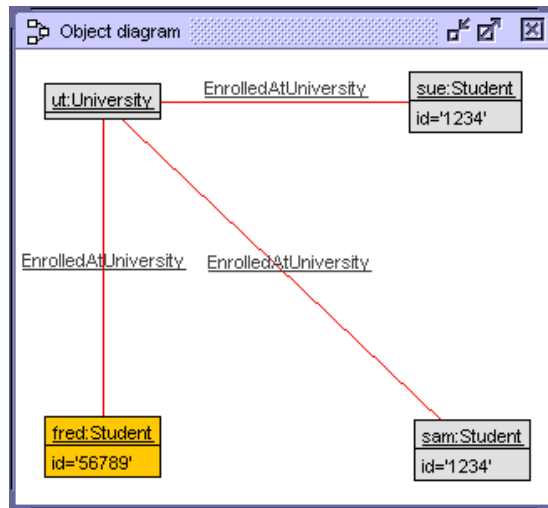 Object diagram
ut:University
EnrolledAtUniversity
sue:Student
id='1234'
EnrolledAtUniversity
EnrolledAtUniversity
fred:Student
id='56789'
sam:Student
id='1234'